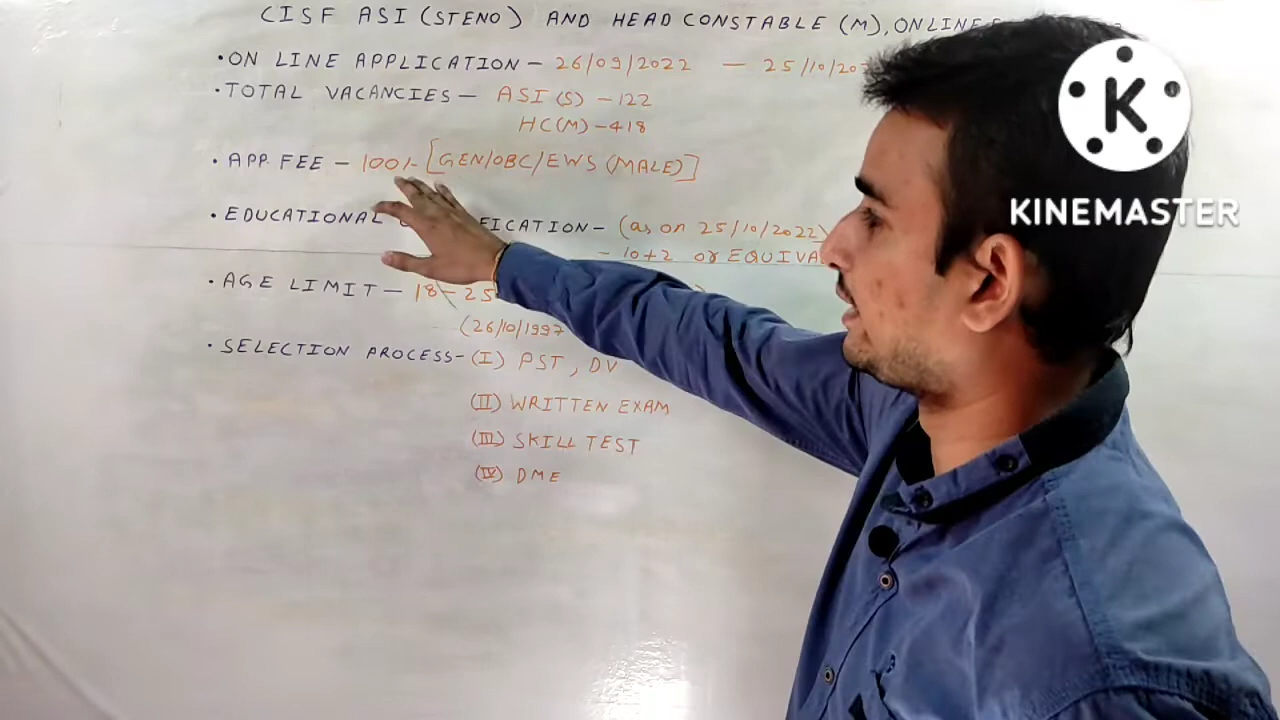 CISF ASI (STENO) AND HEAD CONSTABLE (M), ONLINE
• ON LINE APPLICATION - 26/09/2022 - 25/10/20
• TOTAL VACANCIES - ASI (S) - 122
HC(M) - 418
• APP. FEE - 100/- [GEN/OBC/EWS (MALE)]
• EDUCATIONAL FICATION - (as on 25/10/2022)
- 10+2 or EQUIVA
• AGE LIMIT - 18 - 25
(26/10/1997
• SELECTION PROCESS - (I) PST, DV
(II) WRITTEN EXAM
(III) SKILL TEST
(IV) DME
K
KINEMASTER